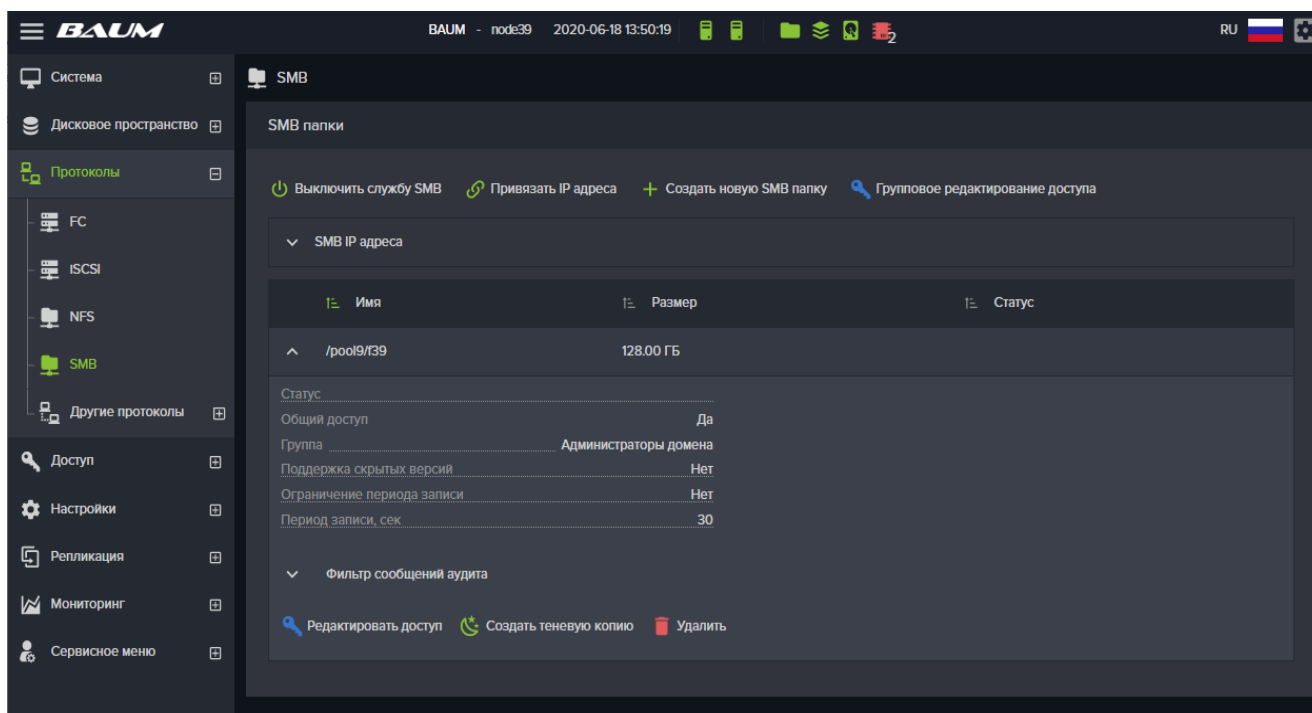 BAUM
BAUM - node39 2020-06-18 13:50:19 2 RU
Система
Дисковое пространство
Протоколы
FC
ISCSI
NFS
SMB
Другие протоколы
Доступ
Настройки
Репликация
Мониторинг
Сервисное меню
SMB
SMB папки
Выключить службу SMB Привязать IP адреса Создать новую SMB папку Групповое редактирование доступа
SMB IP адреса
Имя Размер Статус
/pool9/f39 128.00 ГБ
Статус
Общий доступ Да
Группа Администраторы домена
Поддержка скрытых версий Нет
Ограничение периода записи Нет
Период записи, сек 30
Фильтр сообщений аудита
Редактировать доступ Создать теневую копию Удалить